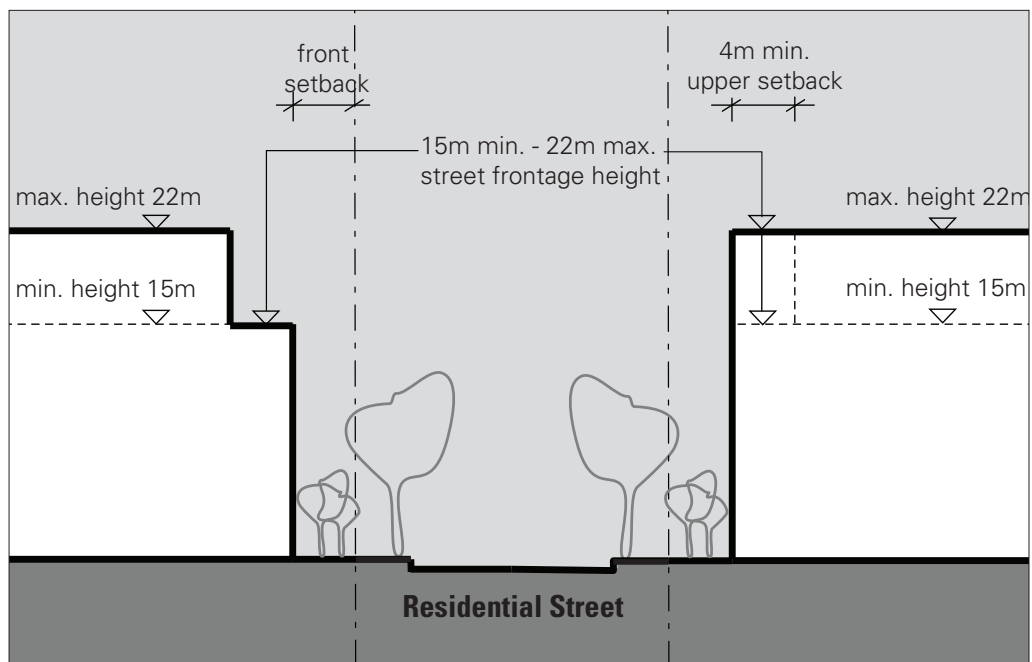 front
setback
4m min.
upper setback
15m min. - 22m max.
street frontage height
max. height 22m
max. height 22m
min. height 15m
min. height 15m
Residential Street